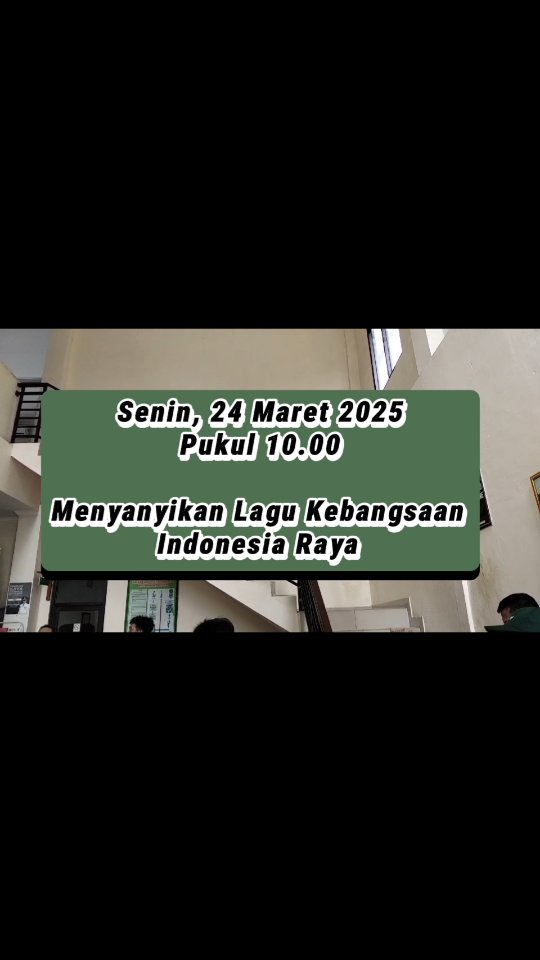 Senin, 24 Maret 2025
Pukul 10.00
Menyanyikan Lagu Kebangsaan
Indonesia Raya